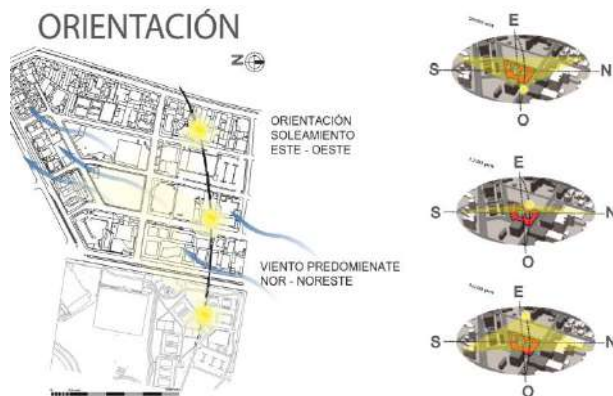 ORIENTACIÓN
N
ORIENTACIÓN
SOLEAMIENTO
ESTE - OESTE
VIENTO PREDOMIENATE
NOR - NORESTE
E
S
N
O
E
S
N
O
E
S
N
O